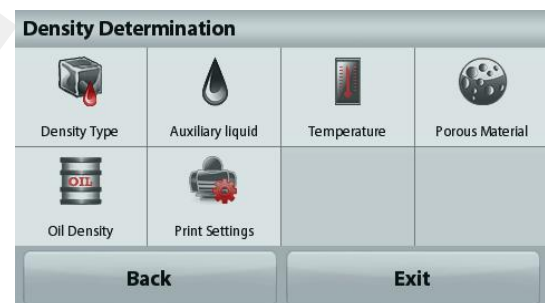 Density Determination
Density Type
Auxiliary liquid
Temperature
Porous Material
OIL
Oil Density
Print Settings
Back
Exit